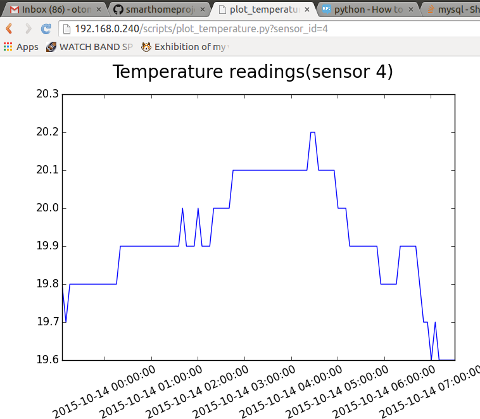 Inbox (86) - otor
smarthomeproj
plot_temperatu
python - How to
mysql - Sh
192.168.0.240/scripts/plot_temperature.py?sensor_id=4
Apps
WATCH BAND SP
Exhibition of my
Temperature readings(sensor 4)
20.3
20.2
20.1
20.0
19.9
19.8
19.7
19.6
2015-10-14 00:00:00
2015-10-14 01:00:00
2015-10-14 02:00:00
2015-10-14 03:00:00
2015-10-14 04:00:00
2015-10-14 05:00:00
2015-10-14 06:00:00
2015-10-14 07:00:00